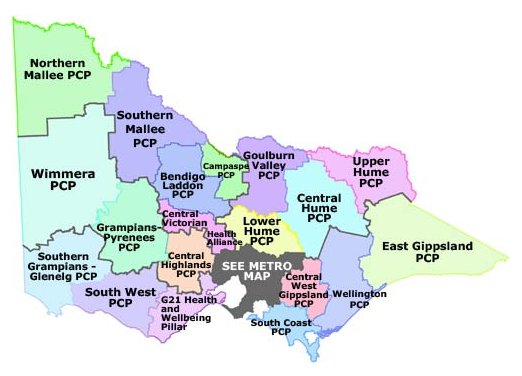 Northern
Mallee PCP
Southern
Mallee
PCP
Wimmera
PCP
Bendigo
Loddon
PCP
Campaspe
PCP
Goulburn
Valley
PCP
Upper
Hume
PCP
Central
Hume
PCP
Central
Victorian
Health
Alliance
Lower
Hume
PCP
Grampians-
Pyrenees
PCP
East Gippsland
PCP
Southern
Grampians -
Glenelg PCP
Central
Highlands
PCP
SEE METRO
MAP
Central
West
Gippsland
PCP
Wellington
PCP
South West
PCP
G21 Health
and
Wellbeing
Pillar
South Coast
PCP